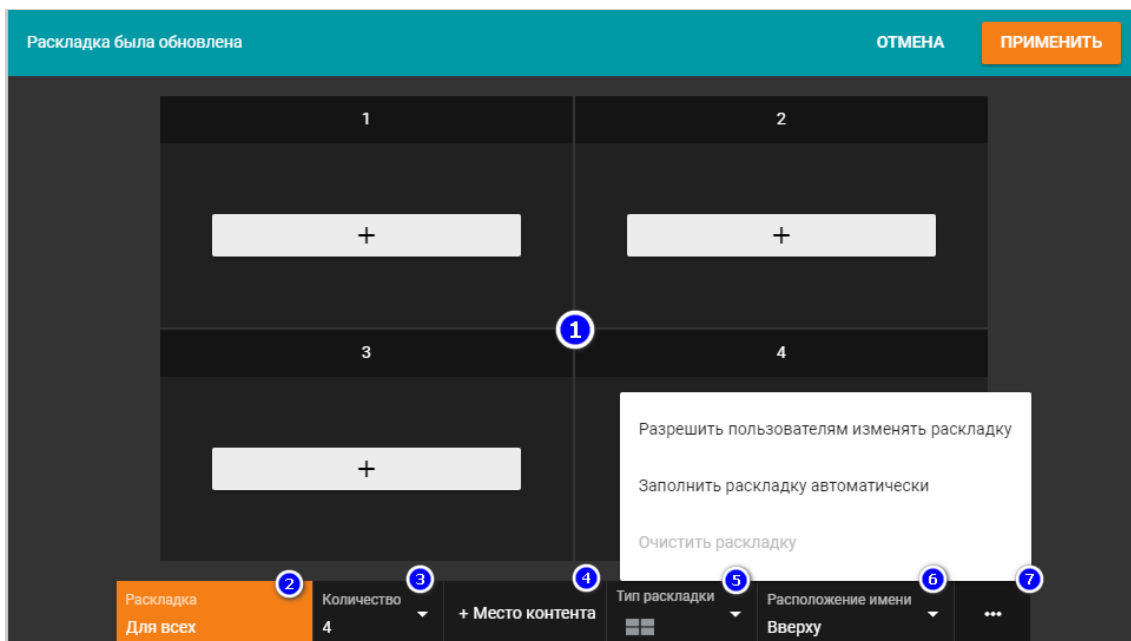 Раскладка была обновлена
ОТМЕНА
ПРИМЕНИТЬ
1
2
+
+
1
3
4
+
Разрешить пользователям изменять раскладку
Заполнить раскладку автоматически
Очистить раскладку
2
3
4
5
6
7
Раскладка
Для всех
Количество
4
+ Место контента
Тип раскладки
Расположение имени
Вверху
•••